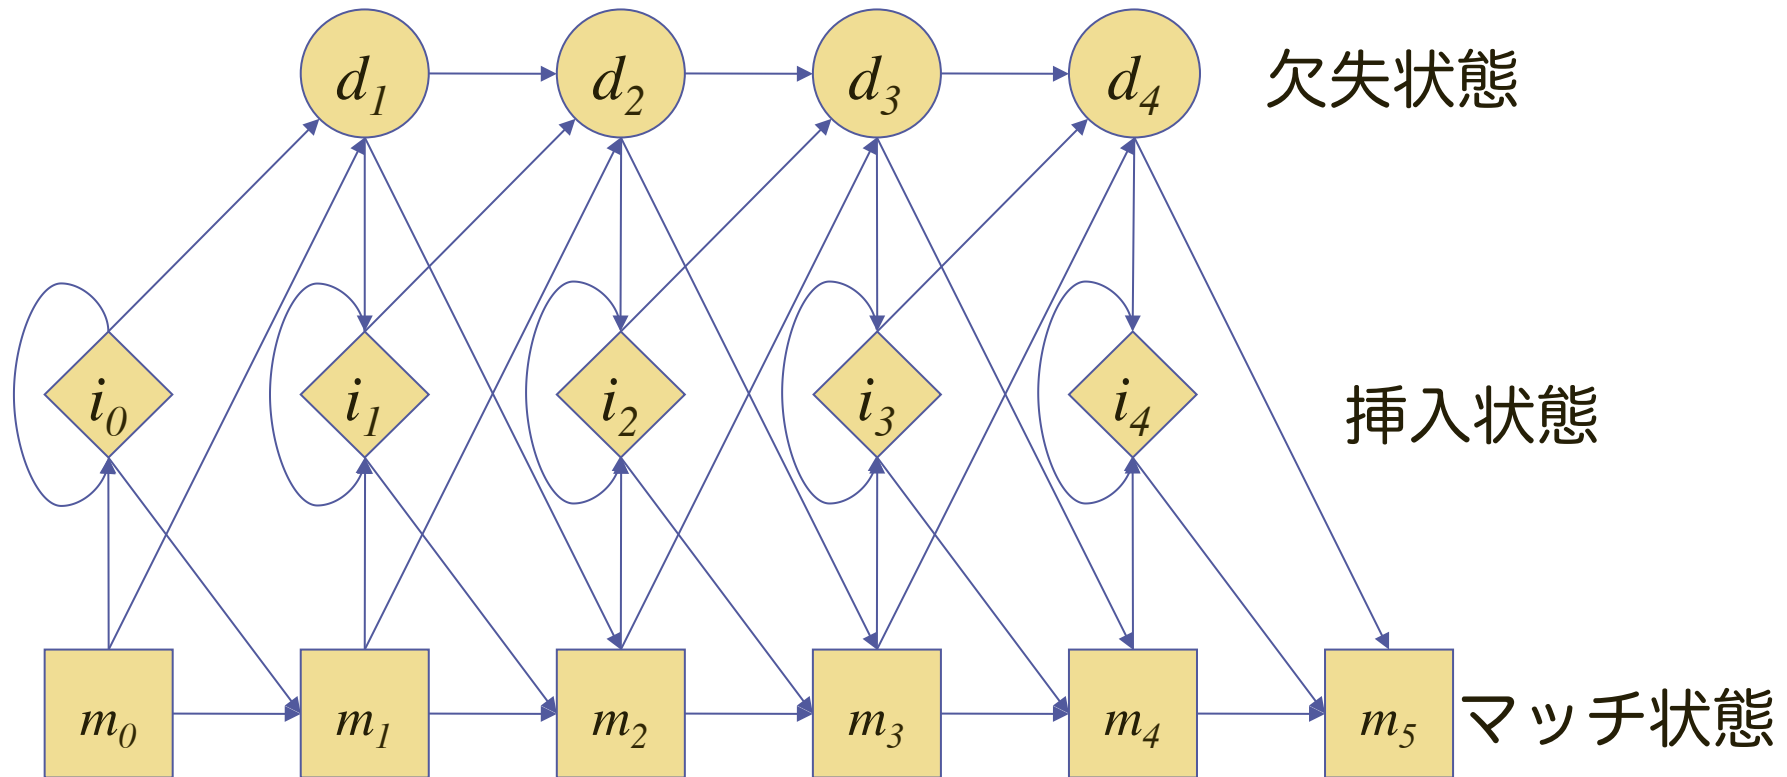 d1 d2 d3 d4 欠失状態
i0 i1 i2 i3 i4 挿入状態
m0 m1 m2 m3 m4 m5 マッチ状態